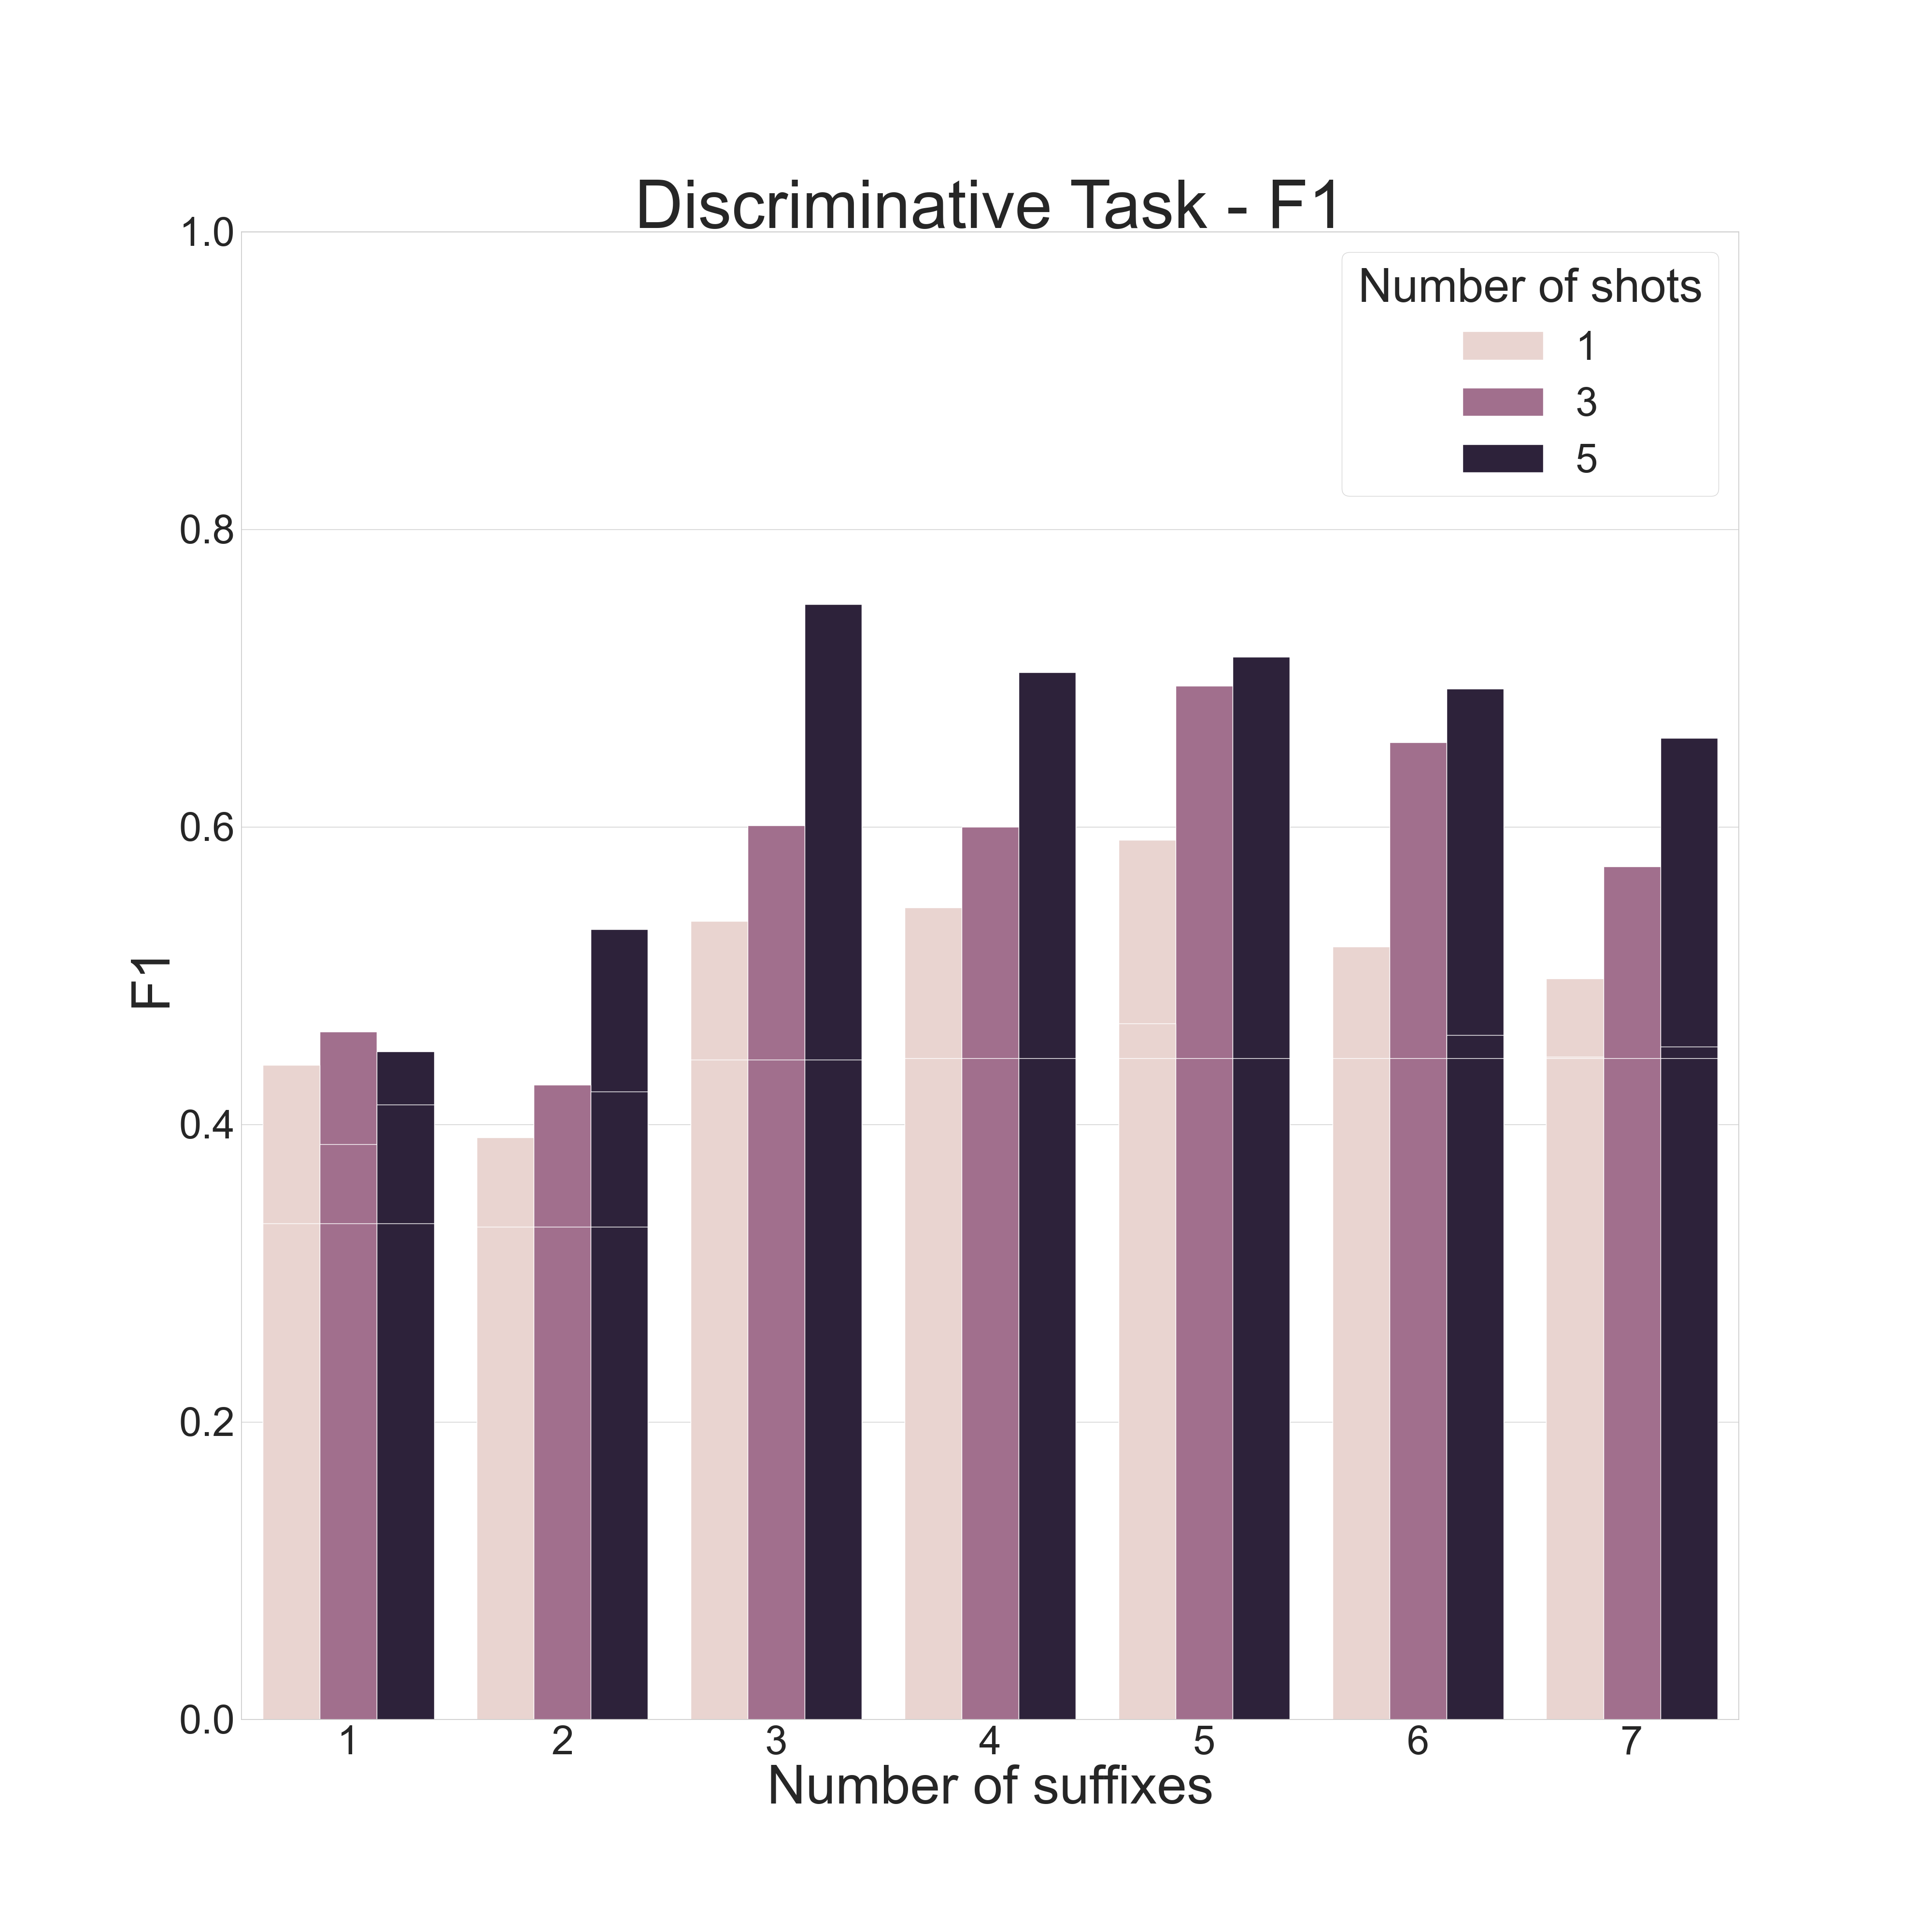 Discriminative Task - F1
1.0
0.8
0.6
0.4
0.2
0.0
F1
Number of shots
1
3
5
1 2 3 4 5 6 7
Number of suffixes